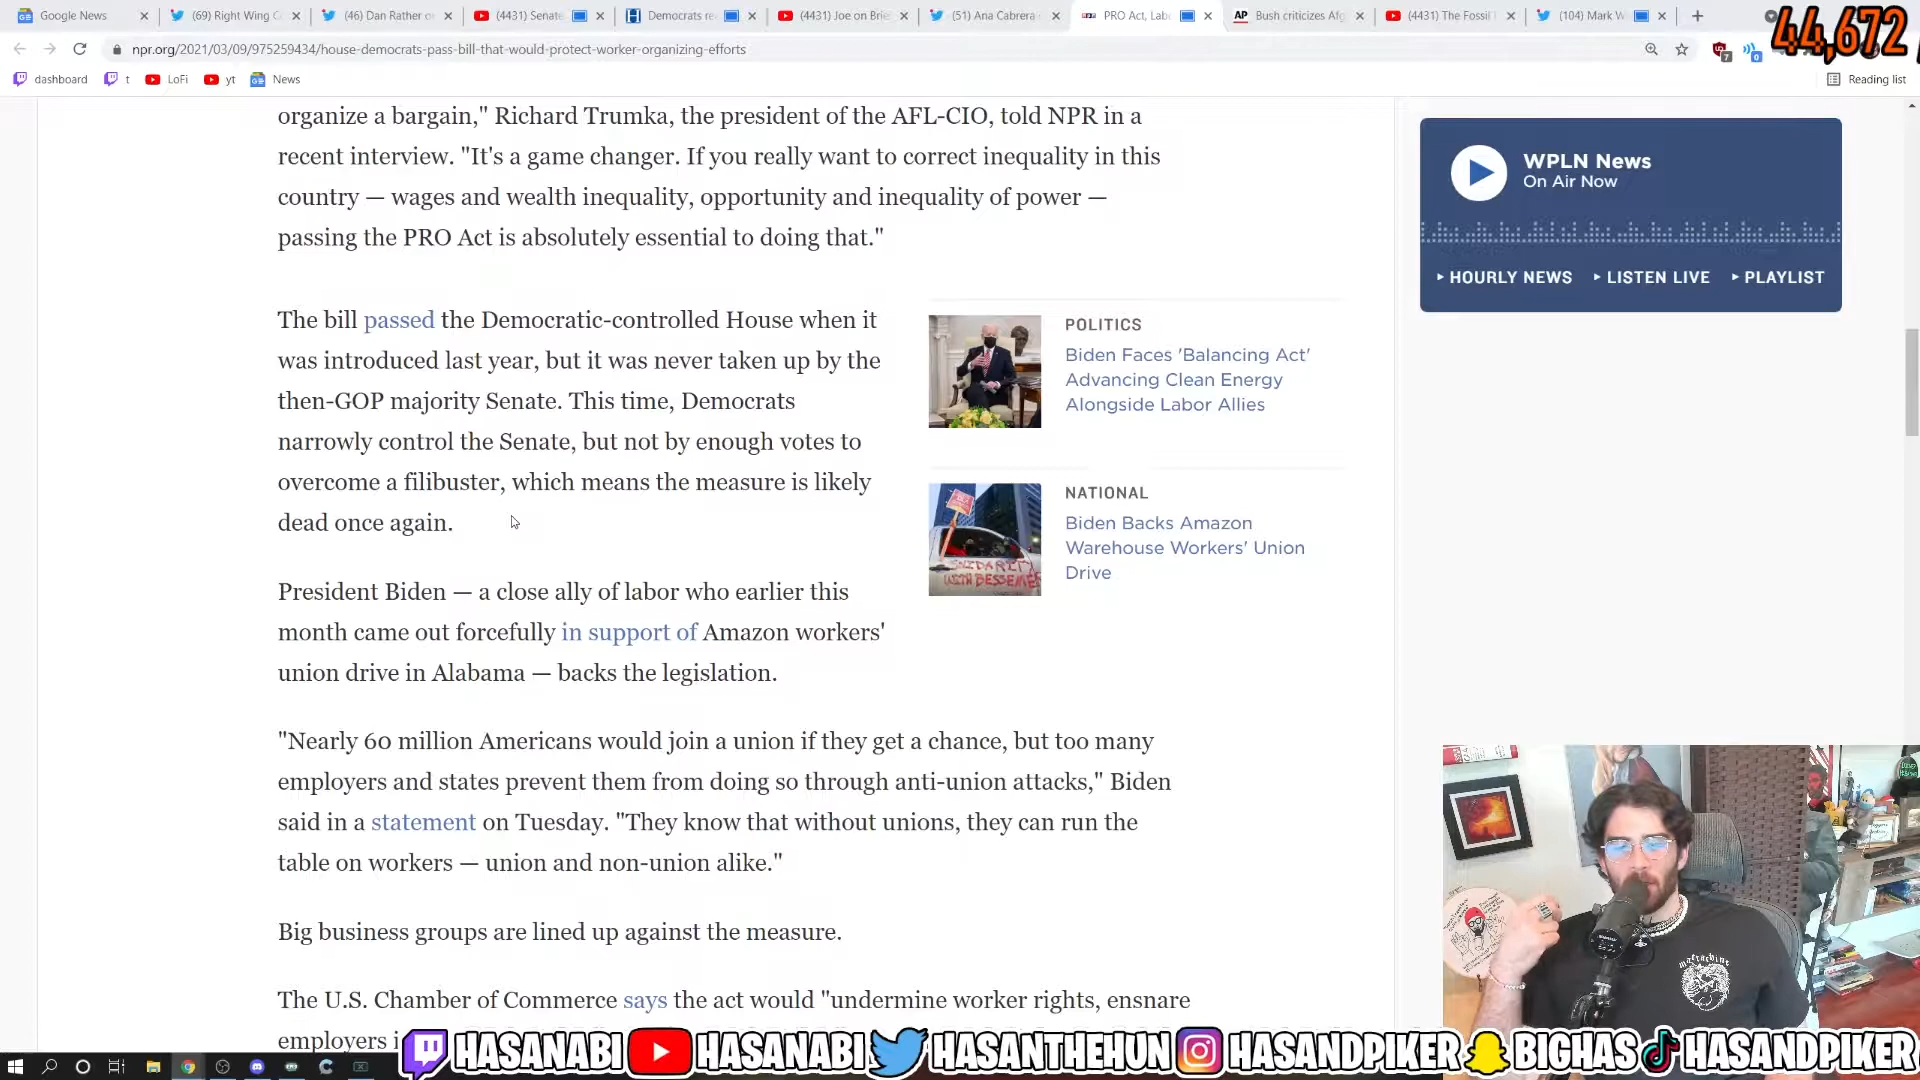 Google News
(69) Right Wing C
(46) Dan Rather o
(4431) Senate
Democrats re
(4431) Joe on Brie
(51) Ana Cabrera
PRO Act, Lab
AP Bush criticizes Afg
(4431) The Fossil
(104) Mark W
44,672
npr.org/2021/03/09/975259434/house-democrats-pass-bill-that-would-protect-worker-organizing-efforts
dashboard
t
LoFi
yt
News
Reading list
organize a bargain," Richard Trumka, the president of the AFL-CIO, told NPR in a
recent interview. "It's a game changer. If you really want to correct inequality in this
country — wages and wealth inequality, opportunity and inequality of power —
passing the PRO Act is absolutely essential to doing that."
The bill passed the Democratic-controlled House when it
was introduced last year, but it was never taken up by the
then-GOP majority Senate. This time, Democrats
narrowly control the Senate, but not by enough votes to
overcome a filibuster, which means the measure is likely
dead once again.
President Biden — a close ally of labor who earlier this
month came out forcefully in support of Amazon workers'
union drive in Alabama — backs the legislation.
"Nearly 60 million Americans would join a union if they get a chance, but too many
employers and states prevent them from doing so through anti-union attacks," Biden
said in a statement on Tuesday. "They know that without unions, they can run the
table on workers — union and non-union alike."
Big business groups are lined up against the measure.
The U.S. Chamber of Commerce says the act would "undermine worker rights, ensnare
employers i
POLITICS
Biden Faces 'Balancing Act'
Advancing Clean Energy
Alongside Labor Allies
NATIONAL
Biden Backs Amazon
Warehouse Workers' Union
Drive
SOLIDARITY
WITH BESSEMER
WPLN News
On Air Now
HOURLY NEWS
LISTEN LIVE
PLAYLIST
HASANABI
HASANABI
HASANTHEHUN
HASANDPIKER
BIGHAS
HASANDPIKER